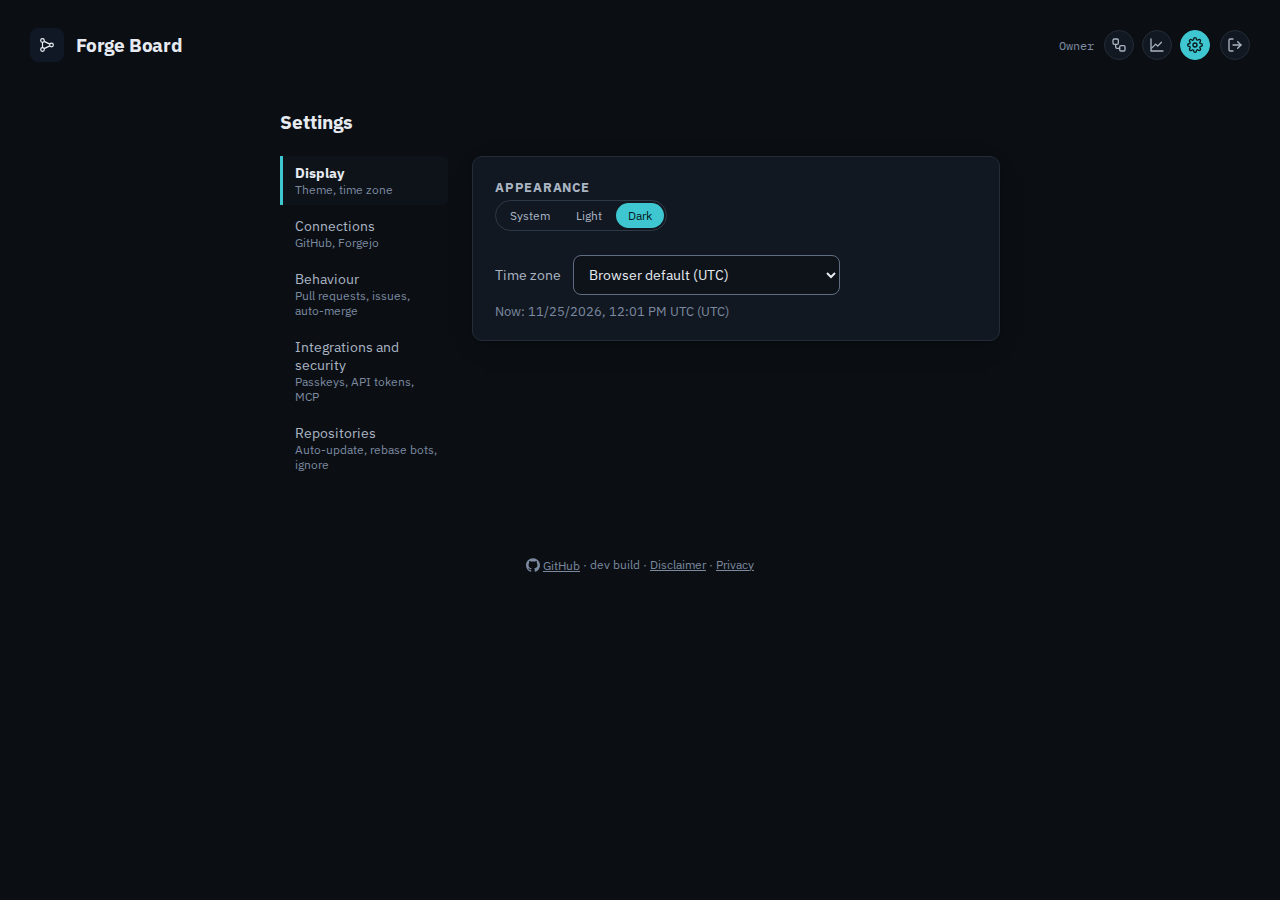 Forge Board
Owner
Settings
Display
Theme, time zone
Connections
GitHub, Forgejo
Behaviour
Pull requests, issues,
auto-merge
Integrations and
security
Passkeys, API tokens,
MCP
Repositories
Auto-update, rebase bots,
ignore
APPEARANCE
System Light Dark
Time zone Browser default (UTC)
Now: 11/25/2026, 12:01 PM UTC (UTC)
GitHub · dev build · Disclaimer · Privacy